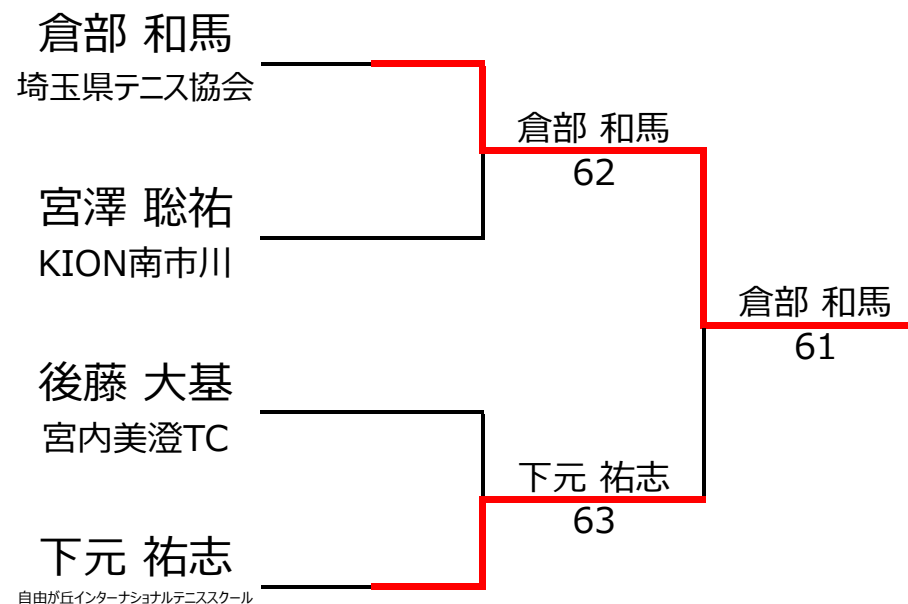 倉部 和馬
埼玉県テニス協会
倉部 和馬
62
宮澤 聡祐
KION南市川
倉部 和馬
61
後藤 大基
宮内美澄TC
下元 祐志
63
下元 祐志
自由が丘インターナショナルテニススクール